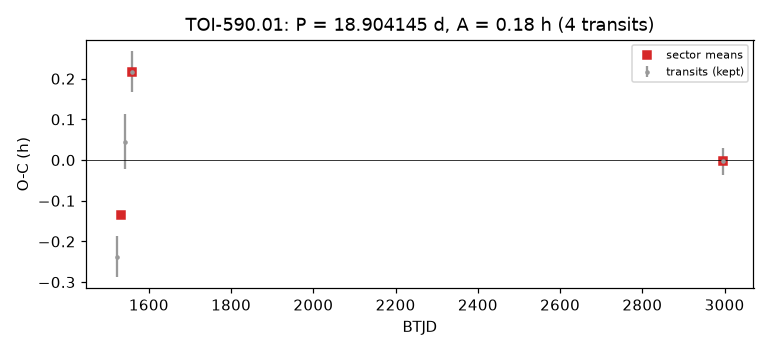 TOI-590.01: P = 18.904145 d, A = 0.18 h (4 transits)
sector means
transits (kept)
O-C (h)
0.2
0.1
0.0
−0.1
−0.2
−0.3
1600 1800 2000 2200 2400 2600 2800 3000
BTJD